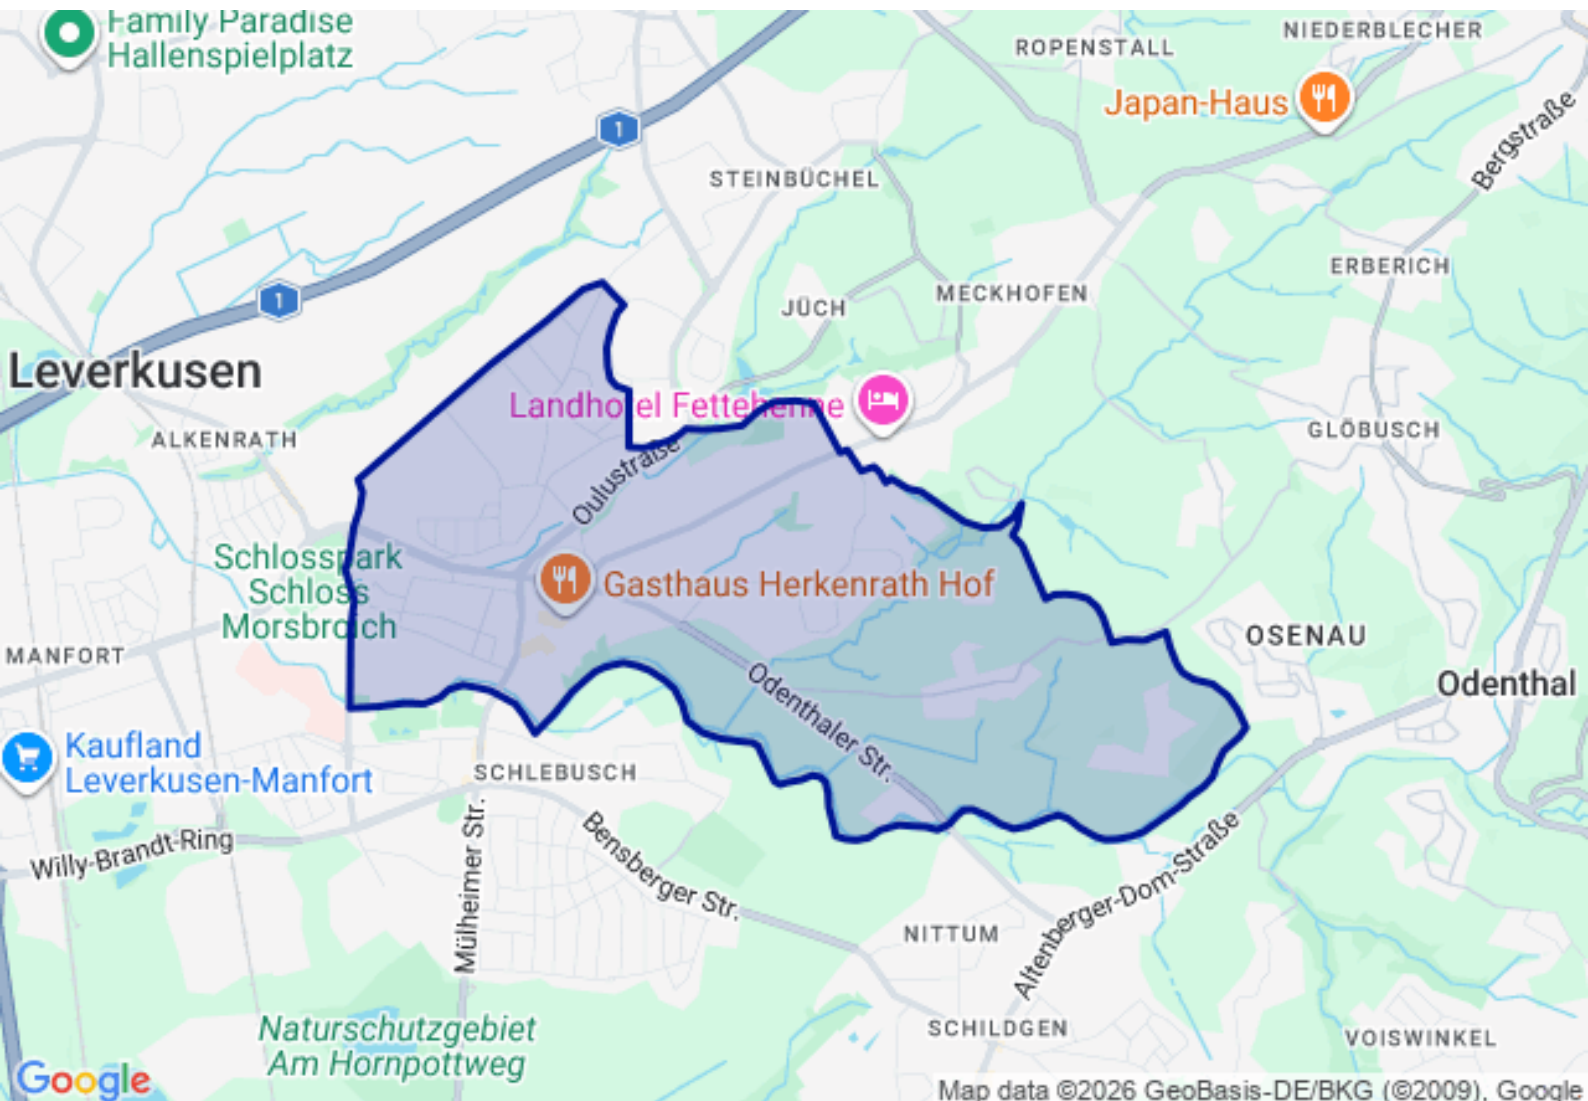 Family Paradise
Hallenspielplatz
NIEDERBLECHER
ROPENSTALL
Japan-Haus
Bergstraße
1
STEINBÜCHEL
ERBERICH
MECKHOFEN
1
JÜCH
Leverkusen
Landhotel Fettehenne
ALKENRATH
GLÖBUSCH
Oulustraße
Schlosspark
Schloss
Morsbroich
Gasthaus Herkenrath Hof
OSENAU
MANFORT
Odenthal
Odenthaler Str.
Kaufland
Leverkusen-Manfort
SCHLEBUSCH
Willy-Brandt-Ring
Mülheimer Str.
Bensberger Str.
Altenberger-Dom-Straße
NITTUM
Naturschutzgebiet
Am Hornpottweg
SCHILDGEN
VOISWINKEL
Google
Map data ©2026 GeoBasis-DE/BKG (©2009), Google